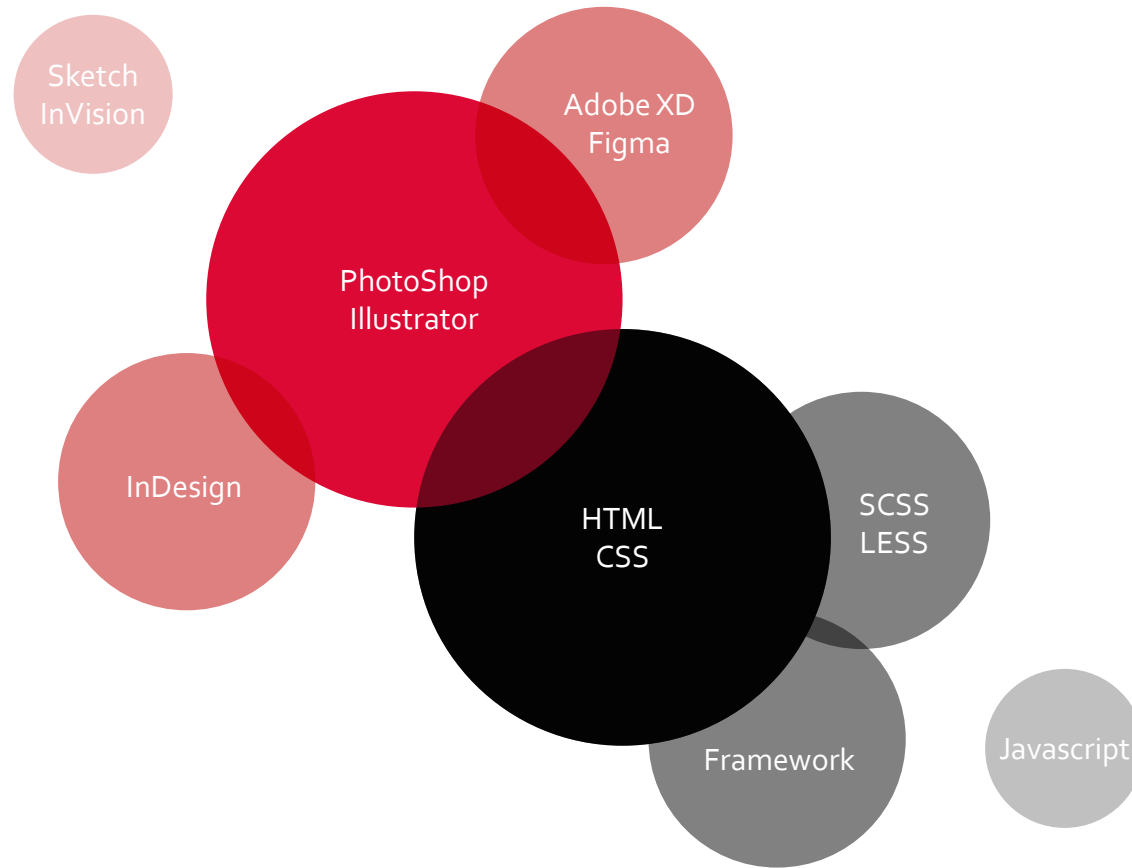 Sketch
InVision
Adobe XD
Figma
PhotoShop
Illustrator
InDesign
HTML
CSS
SCSS
LESS
Framework
Javascript